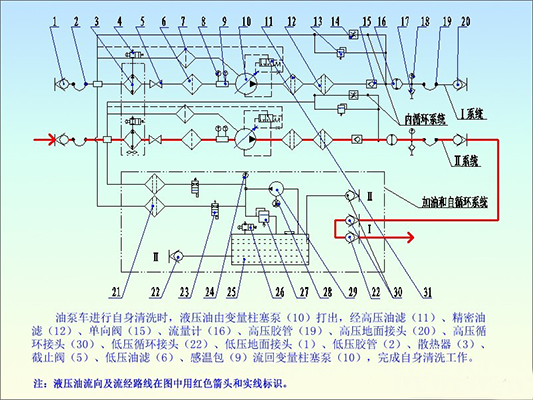 1 2 3 4 5 6 7 8 9 10 11 12 13 14 15 16 17 18 19 20
I系统
内循环系统
II系统
加油和自循环系统
II
I
II
21 22 23 24 25 26 27 28 29 22 30 31
油泵车进行自身清洗时，液压油由变量柱塞泵（10）打出，经高压油滤（11）、精密油
滤（12）、单向阀（15）、流量计（16）、高压胶管（19）、高压地面接头（20）、高压循
环接头（30）、低压循环接头（22）、低压地面接头（1）、低压胶管（2）、散热器（3）、
截止阀（5）、低压油滤（6）、感温包（9）流回变量柱塞泵（10），完成自身清洗工作。
注：液压油流向及流经路线在图中用红色箭头和实线标识。